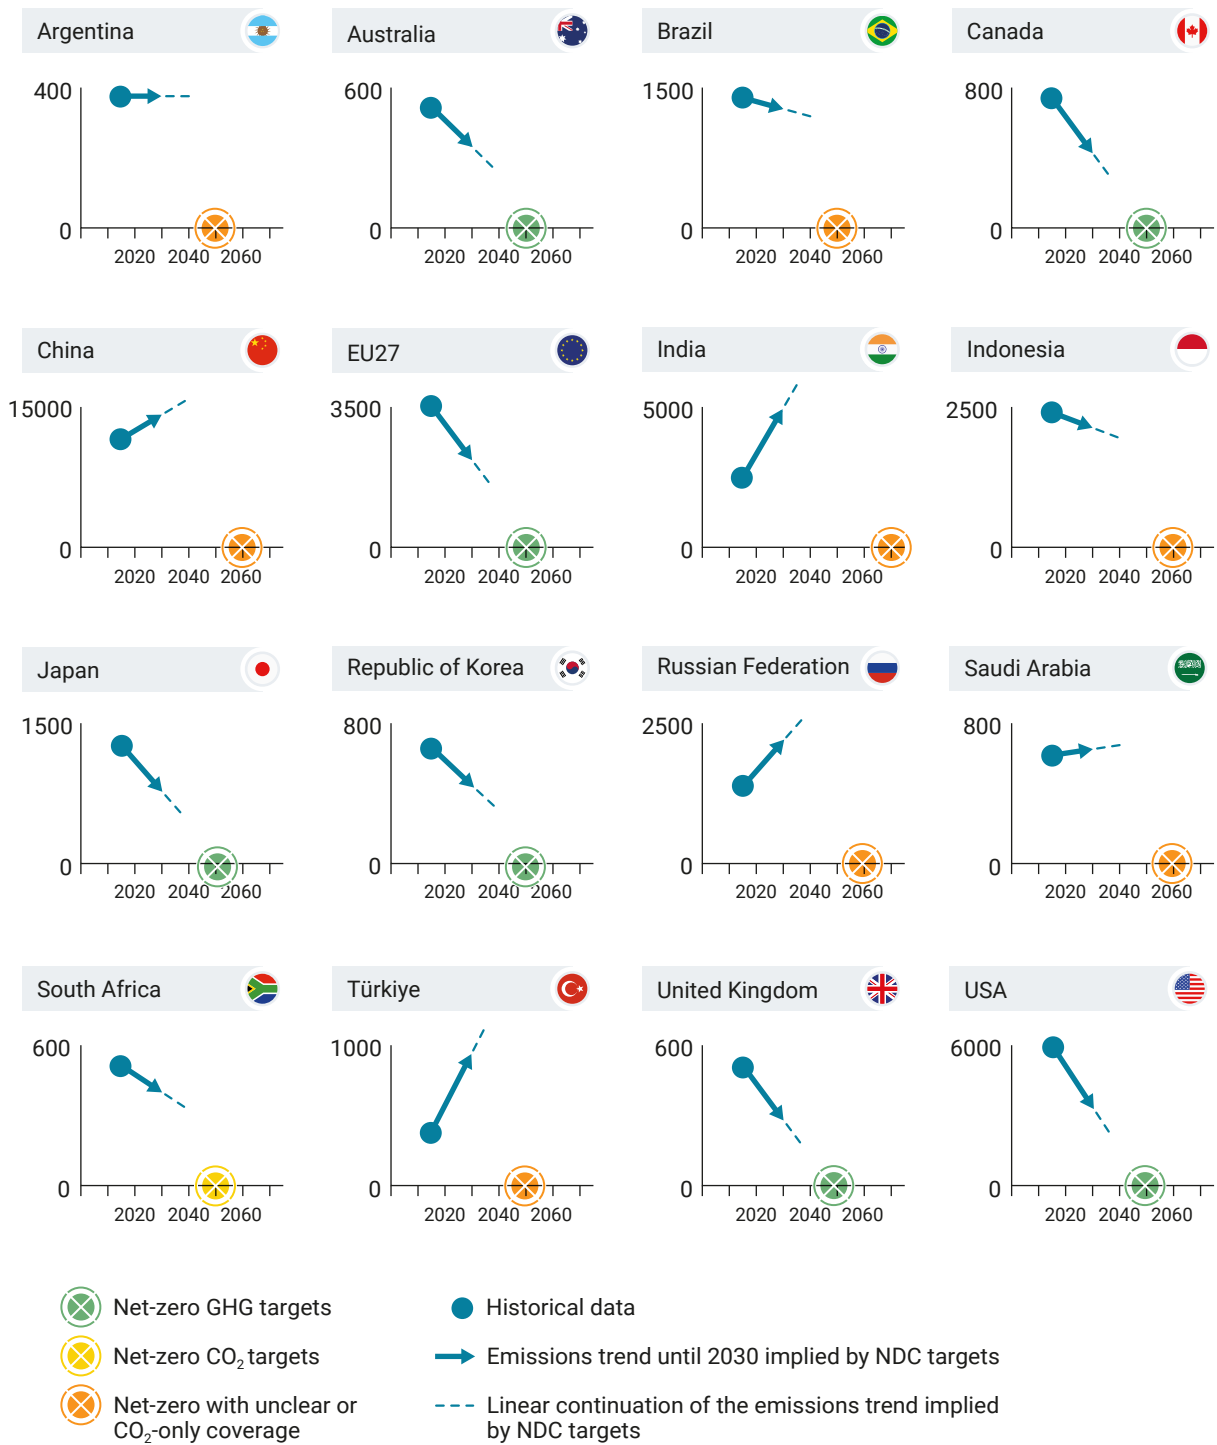 Argentina
Australia
Brazil
Canada
400
0
2020 2040 2060
600
0
2020 2040 2060
1500
0
2020 2040 2060
800
0
2020 2040 2060
China
EU27
India
Indonesia
15000
0
2020 2040 2060
3500
0
2020 2040 2060
5000
0
2020 2040 2060
2500
0
2020 2040 2060
Japan
Republic of Korea
Russian Federation
Saudi Arabia
1500
0
2020 2040 2060
800
0
2020 2040 2060
2500
0
2020 2040 2060
800
0
2020 2040 2060
South Africa
Türkiye
United Kingdom
USA
600
0
2020 2040 2060
1000
0
2020 2040 2060
600
0
2020 2040 2060
6000
0
2020 2040 2060
Net-zero GHG targets
Net-zero CO₂ targets
Net-zero with unclear or
CO₂-only coverage
Historical data
Emissions trend until 2030 implied by NDC targets
Linear continuation of the emissions trend implied
by NDC targets